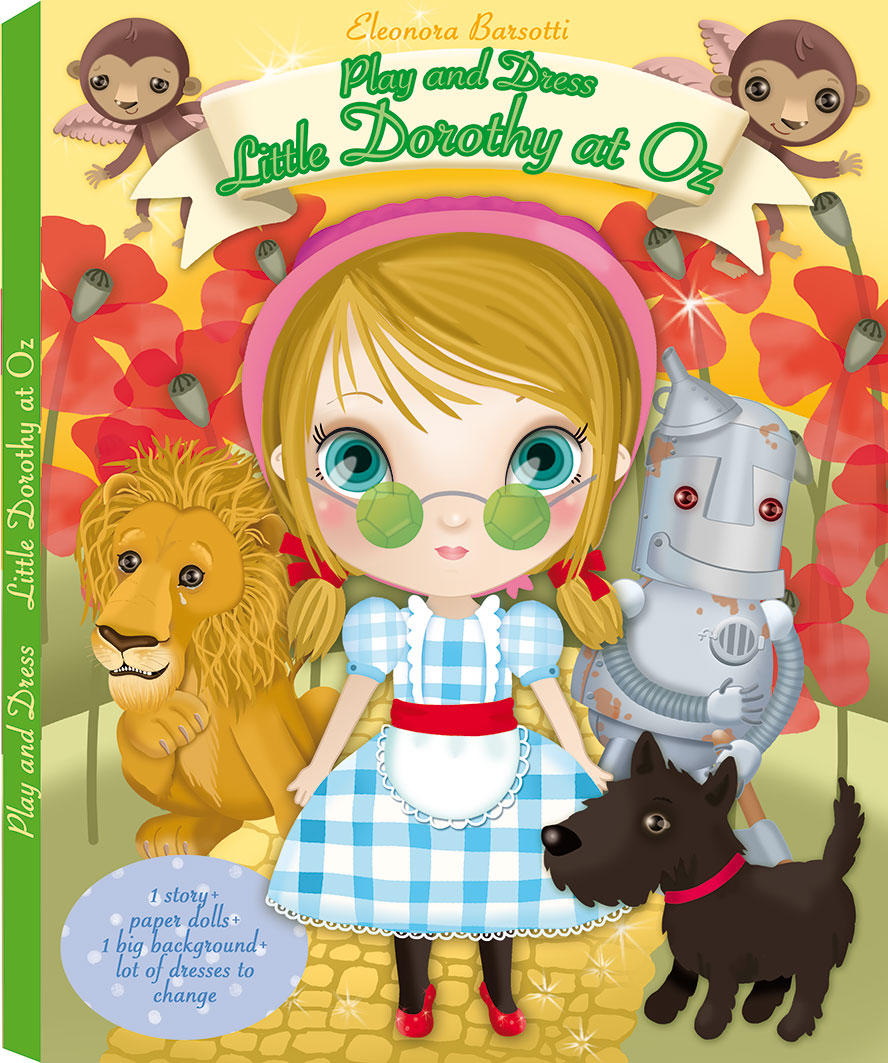 Eleonora Barsotti
Play and Dress
Little Dorothy at Oz
Play and Dress Little Dorothy at Oz
1 story+
paper dolls+
1 big background+
lot of dresses to
change